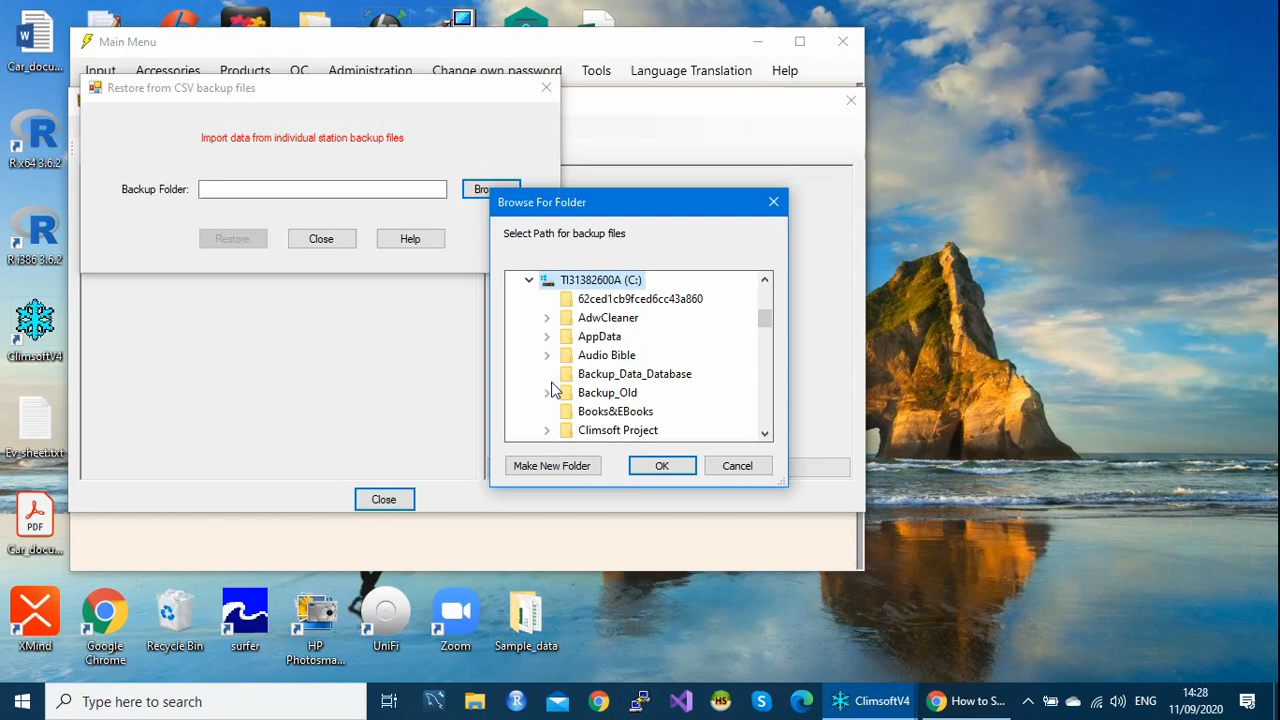 Main Menu
Input Accessories Products QC Administration Change own password Tools Language Translation Help
Restore from CSV backup files
Import data from individual station backup files
Backup Folder:
Restore
Close
Help
Browse For Folder
Select Path for backup files
TI31382600A (C:)
62ced1cb9fced6cc43a860
AdwCleaner
AppData
Audio Bible
Backup_Data_Database
Backup_Old
Books&EBooks
Climsoft Project
Make New Folder
OK
Cancel
Close
Car_docu...
R x64 3.6.2
R i386 3.6.2
ClimsoftV4
Ev_sheet.txt
PDF
Car_docu...
XMind
Google
Chrome
Recycle Bin
surfer
HP
Photosma...
UniFi
Zoom
Sample_data
Type here to search
ClimsoftV4
How to S...
ENG
14:28
11/09/2020